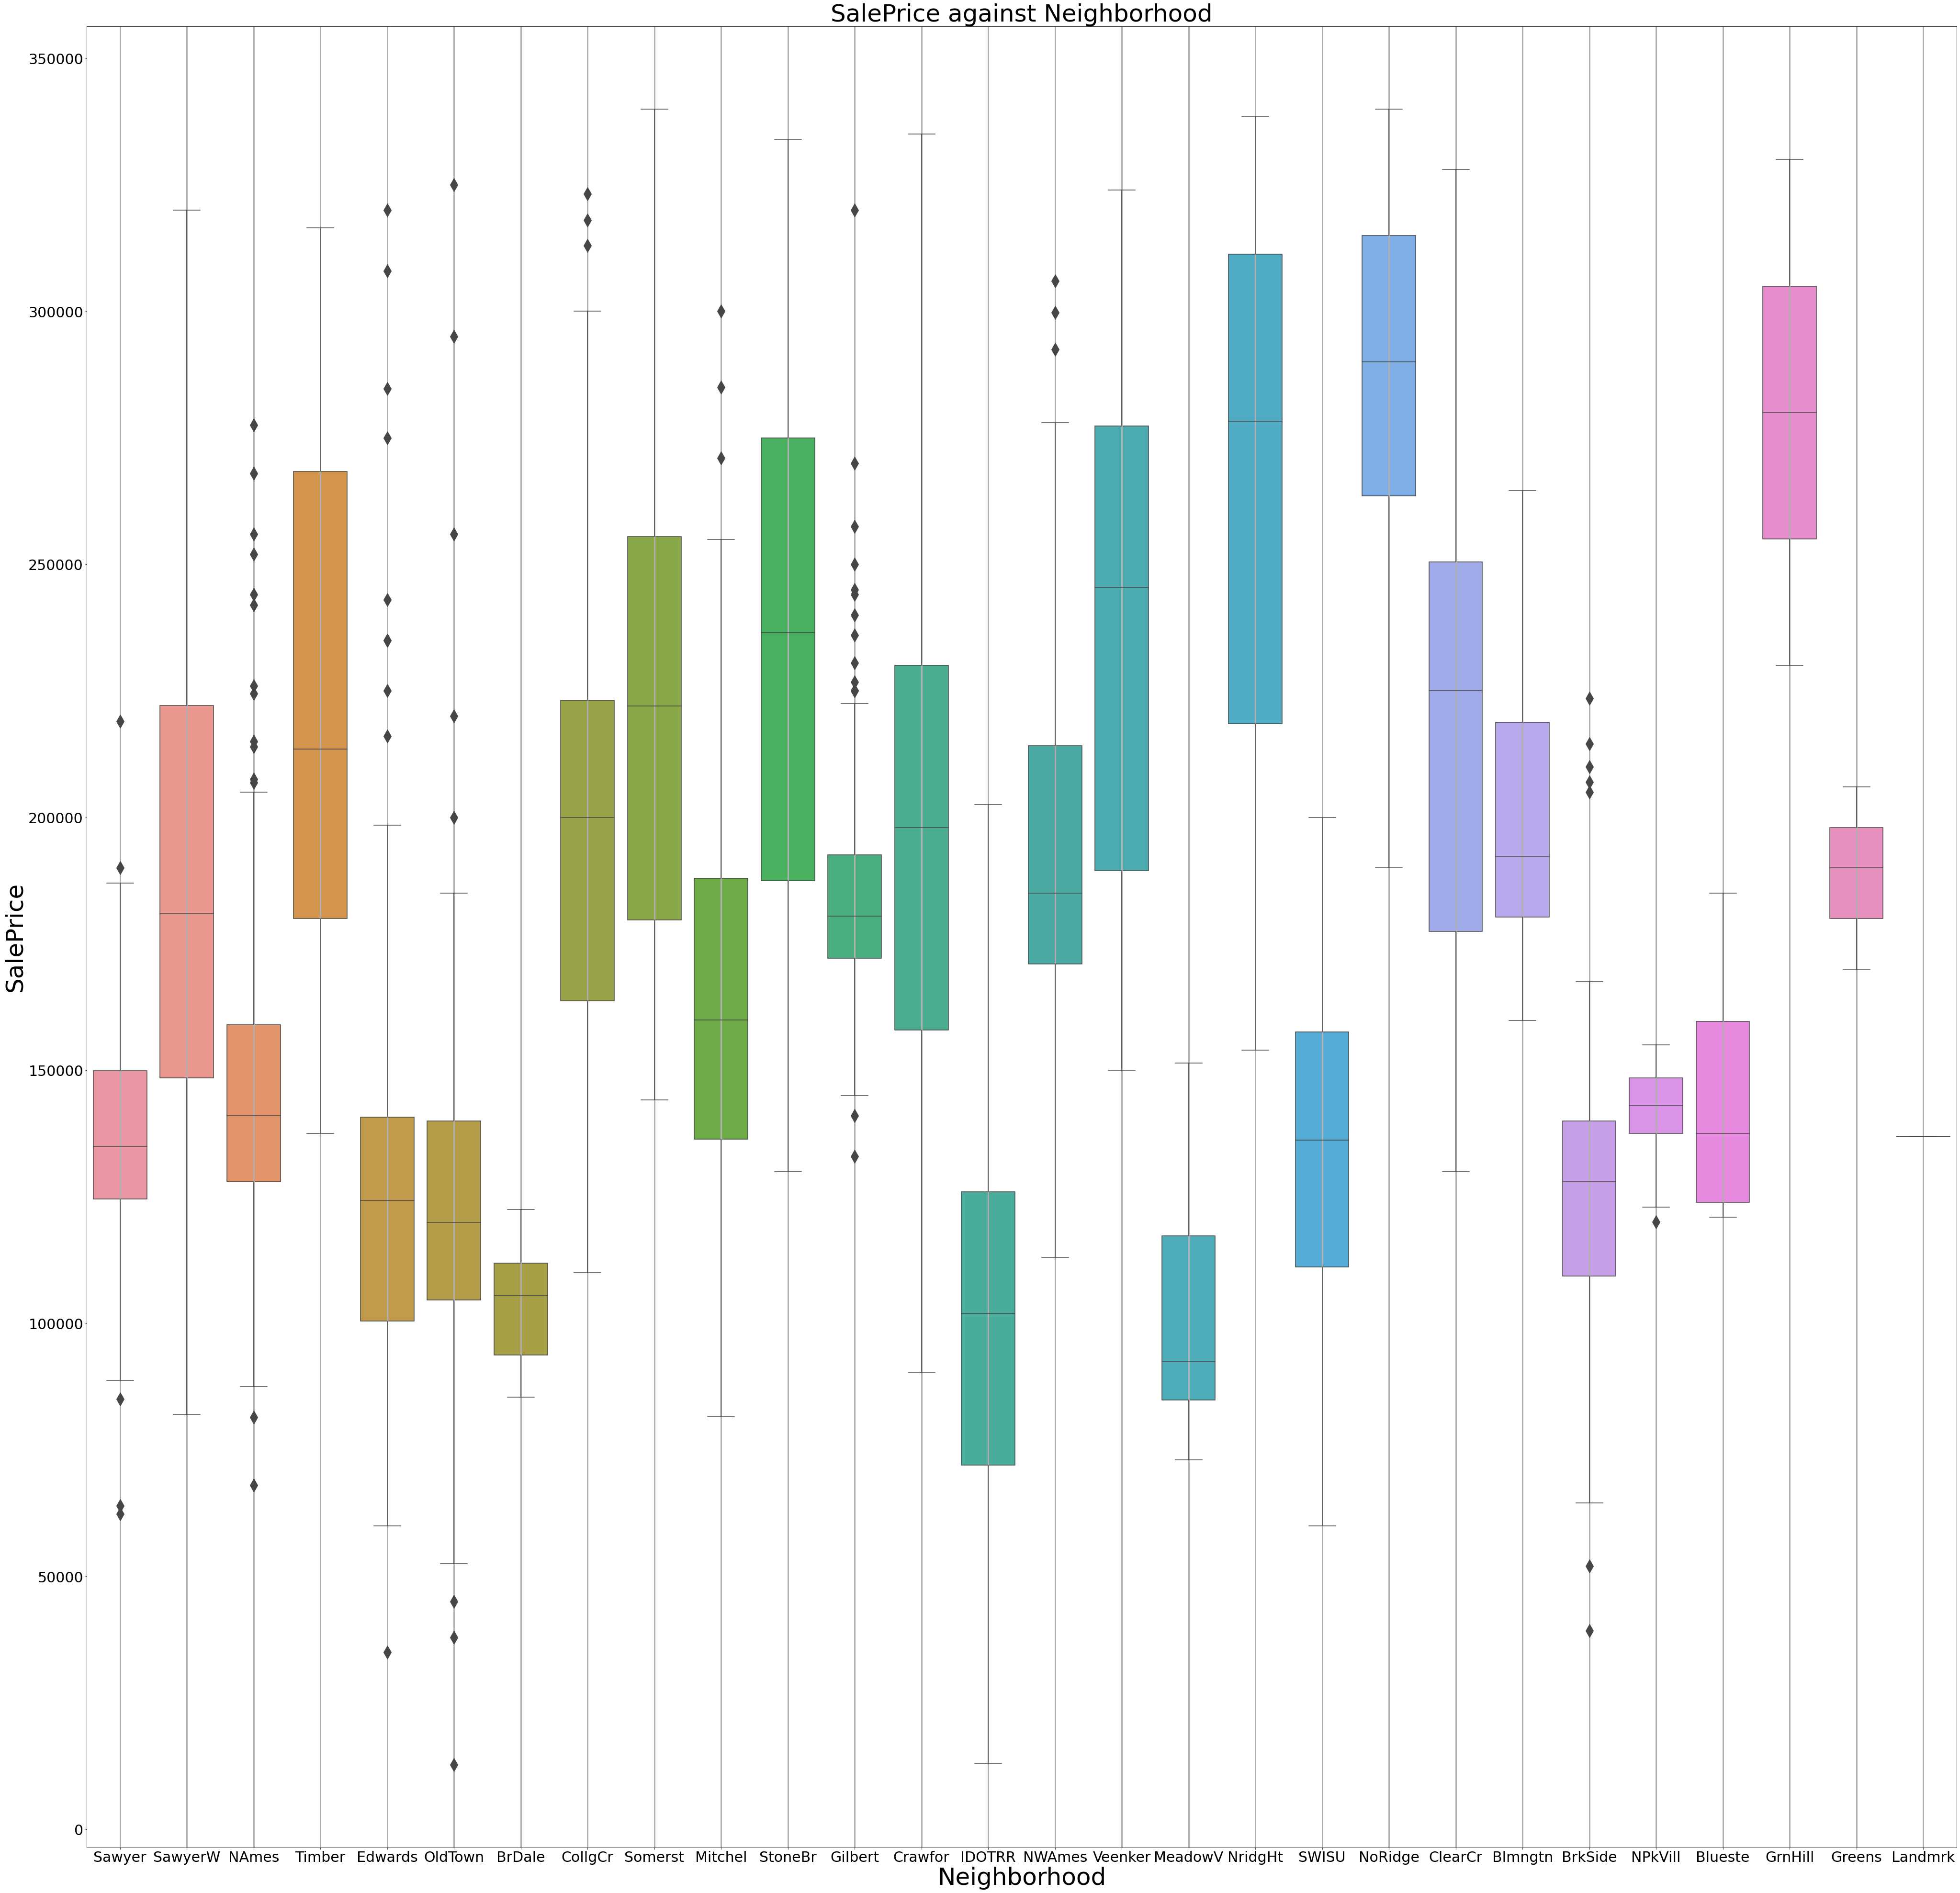 SalePrice against Neighborhood
350000
300000
250000
200000
150000
100000
50000
0
SalePrice
Sawyer SawyerW NAmes Timber Edwards OldTown BrDale CollgCr Somerst Mitchel StoneBr Gilbert Crawfor IDOTRR NWAmes Veenker MeadowV NridgHt SWISU NoRidge ClearCr Blmngtn BrkSide NPkVill Blueste GrnHill Greens Landmrk
Neighborhood